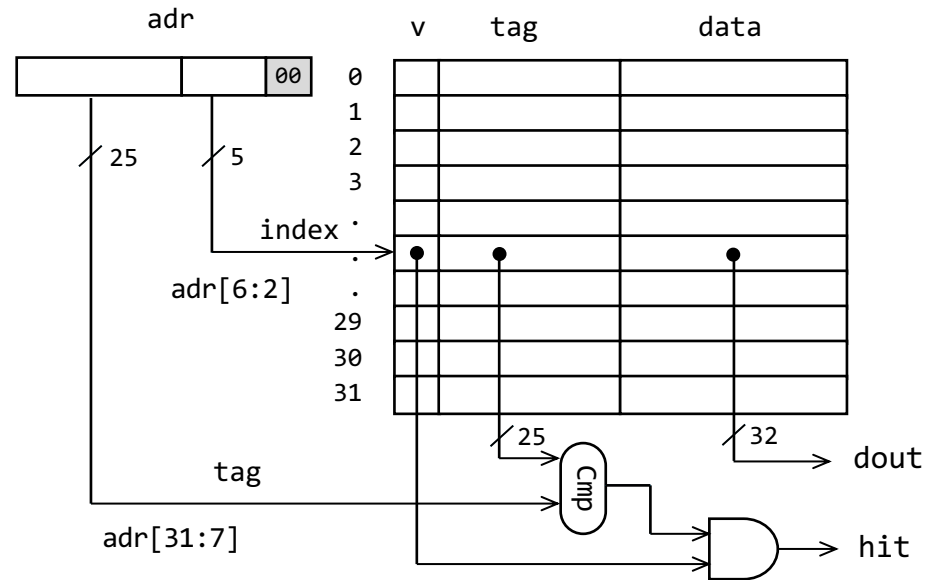 adr
v tag data
00
0
1
2
3
.
.
.
29
30
31
25
5
index
adr[6:2]
25
32
dout
tag
Cmp
adr[31:7]
hit